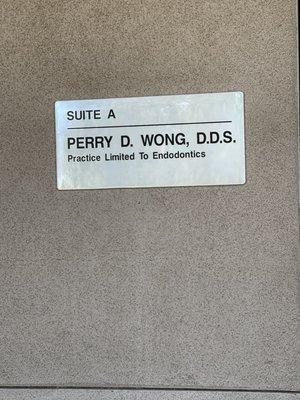 SUITE A
PERRY D. WONG, D.D.S.
Practice Limited To Endodontics